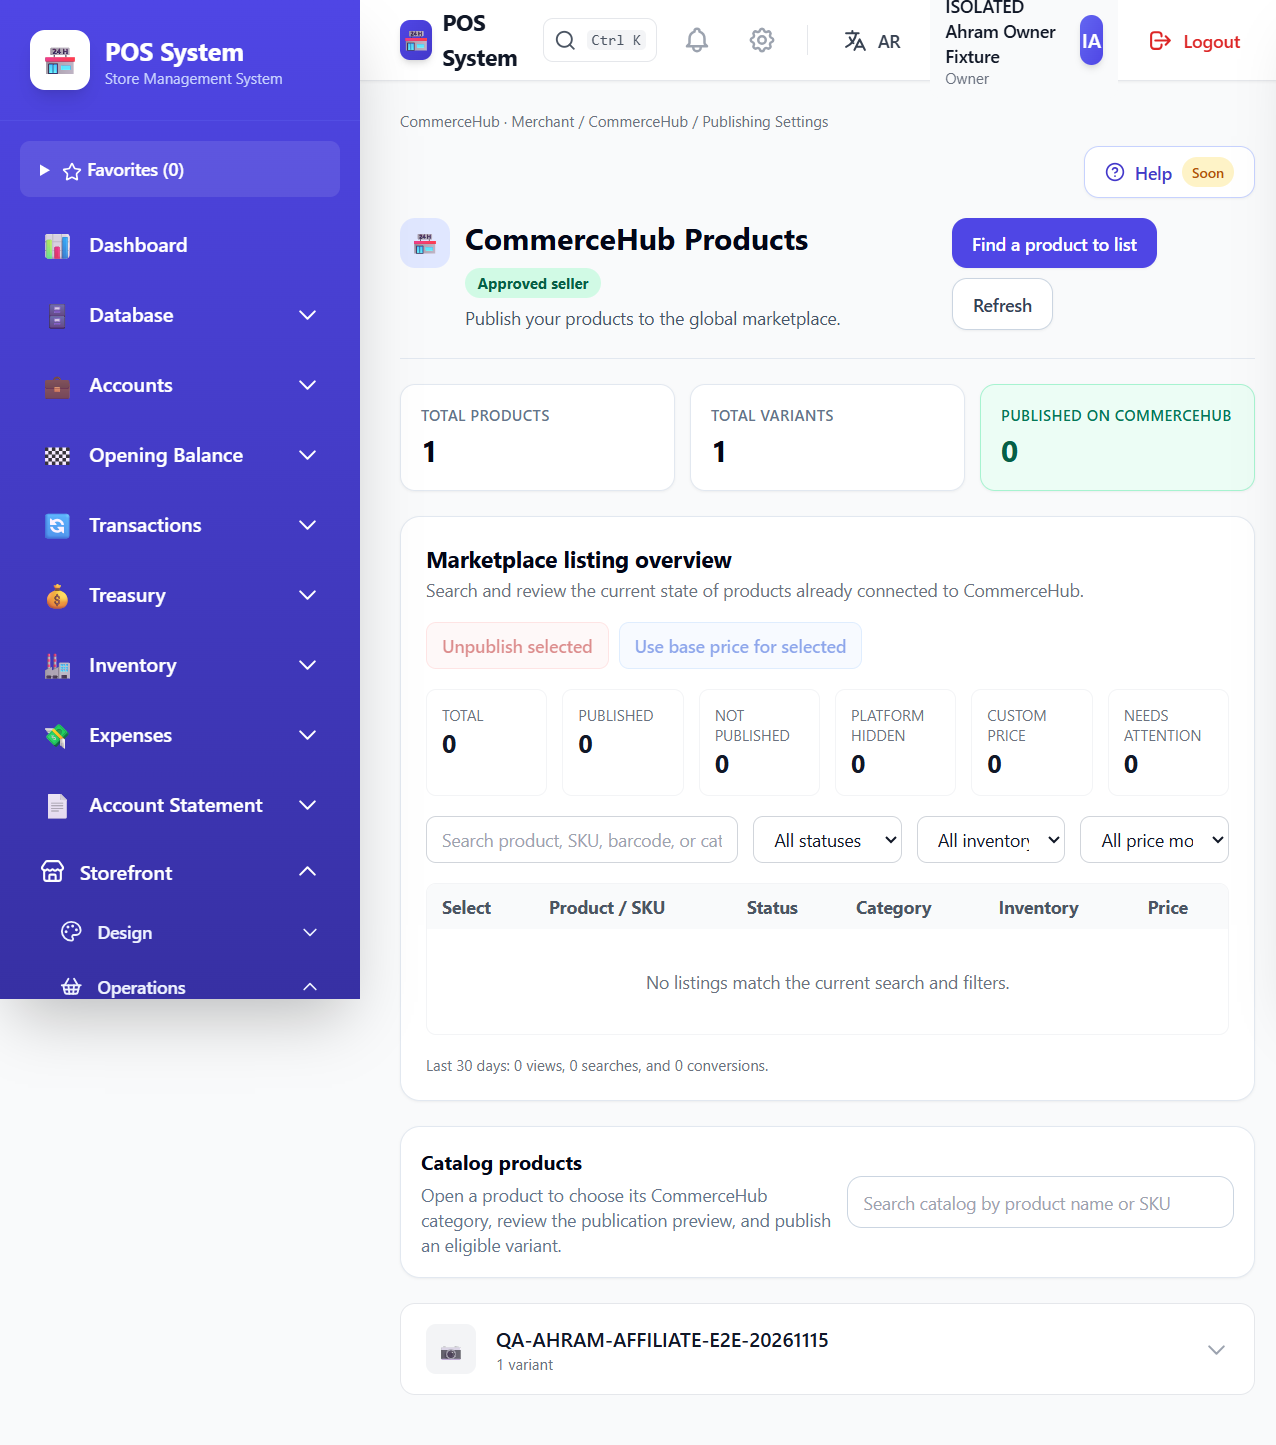 POS System
Store Management System
Favorites (0)
Dashboard
Database
Accounts
Opening Balance
Transactions
Treasury
Inventory
Expenses
Account Statement
Storefront
Design
Operations
POS
System
Ctrl K
AR
ISOLATED
Ahram Owner
Fixture
Owner
IA
Logout
CommerceHub · Merchant / CommerceHub / Publishing Settings
Help Soon
CommerceHub Products
Approved seller
Publish your products to the global marketplace.
Find a product to list
Refresh
TOTAL PRODUCTS
1
TOTAL VARIANTS
1
PUBLISHED ON COMMERCEHUB
0
Marketplace listing overview
Search and review the current state of products already connected to CommerceHub.
Unpublish selected
Use base price for selected
TOTAL
0
PUBLISHED
0
NOT
PUBLISHED
0
PLATFORM
HIDDEN
0
CUSTOM
PRICE
0
NEEDS
ATTENTION
0
Search product, SKU, barcode, or cat
All statuses
All inventory
All price mo
Select Product / SKU Status Category Inventory Price
No listings match the current search and filters.
Last 30 days: 0 views, 0 searches, and 0 conversions.
Catalog products
Open a product to choose its CommerceHub
category, review the publication preview, and publish
an eligible variant.
Search catalog by product name or SKU
QA-AHRAM-AFFILIATE-E2E-20261115
1 variant